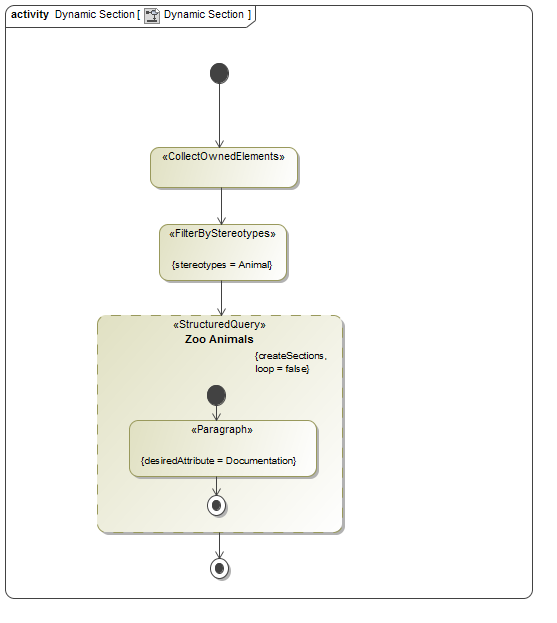 activity Dynamic Section [ Dynamic Section ]
«CollectOwnedElements»
«FilterByStereotypes»
{stereotypes = Animal}
«StructuredQuery»
Zoo Animals
{createSections,
loop = false}
«Paragraph»
{desiredAttribute = Documentation}